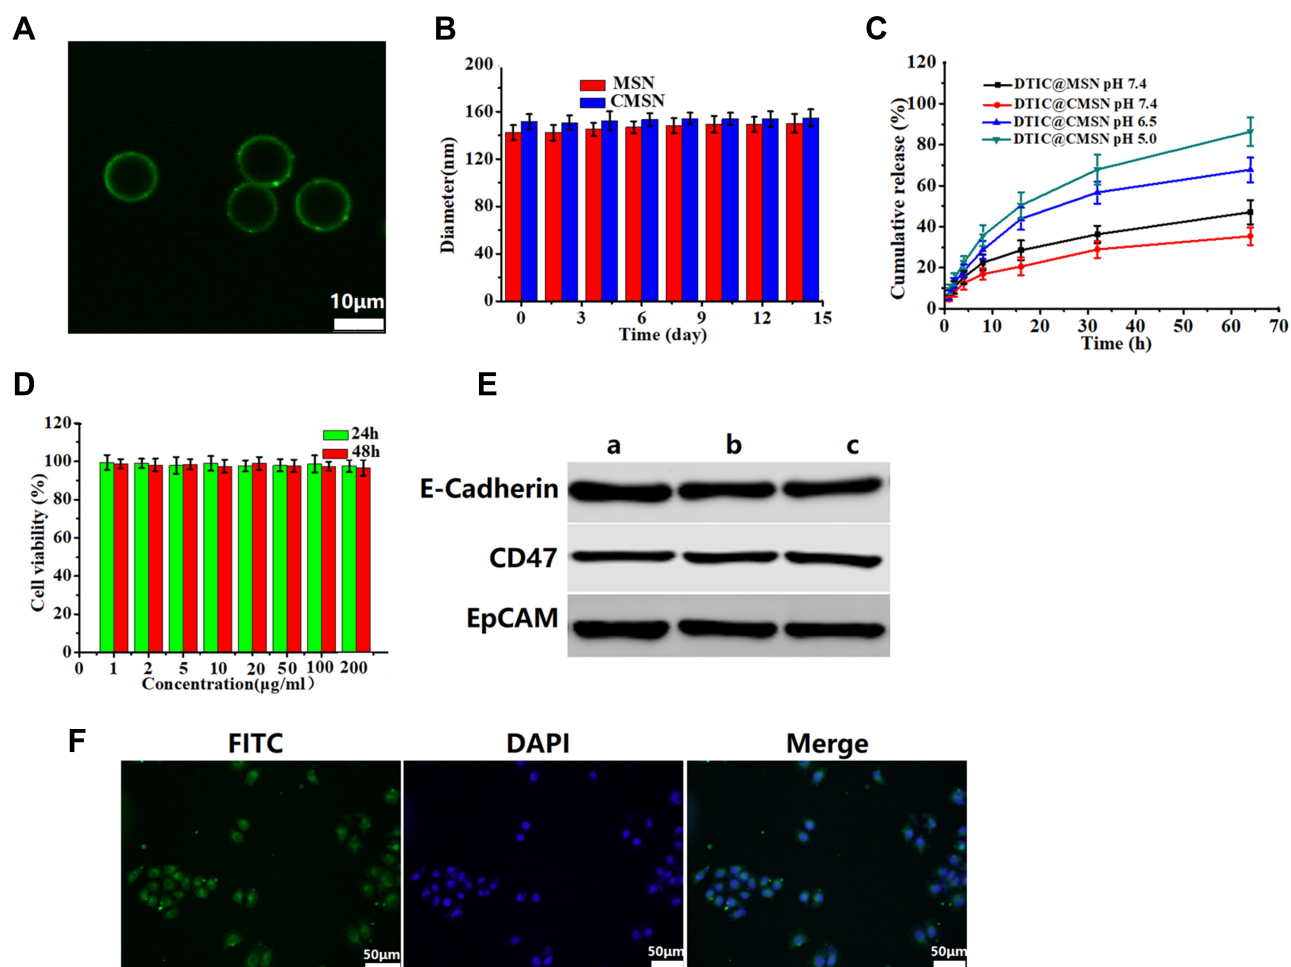 A
10μm
B
200
160
120
80
40
0
Diameter(nm)
MSN
CMSN
0 3 6 9 12 15
Time (day)
C
120
100
80
60
40
20
0
Cumulative release (%)
DTIC@MSN pH 7.4
DTIC@CMSN pH 7.4
DTIC@CMSN pH 6.5
DTIC@CMSN pH 5.0
0 10 20 30 40 50 60 70
Time (h)
D
120
100
80
60
40
20
0
Cell viability (%)
24h
48h
0 1 2 5 10 20 50 100 200
Concentration(μg/ml)
E
a b c
E-Cadherin
CD47
EpCAM
F
FITC DAPI Merge
50μm 50μm 50μm